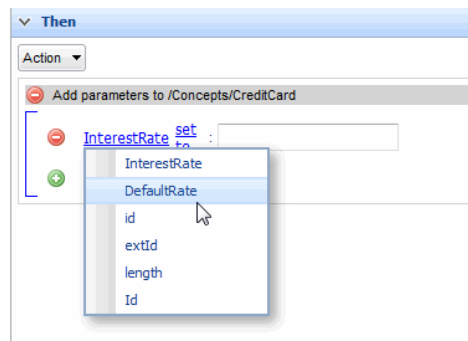 Then
Action
Add parameters to /Concepts/CreditCard
InterestRate set to :
InterestRate
DefaultRate
id
extId
length
Id